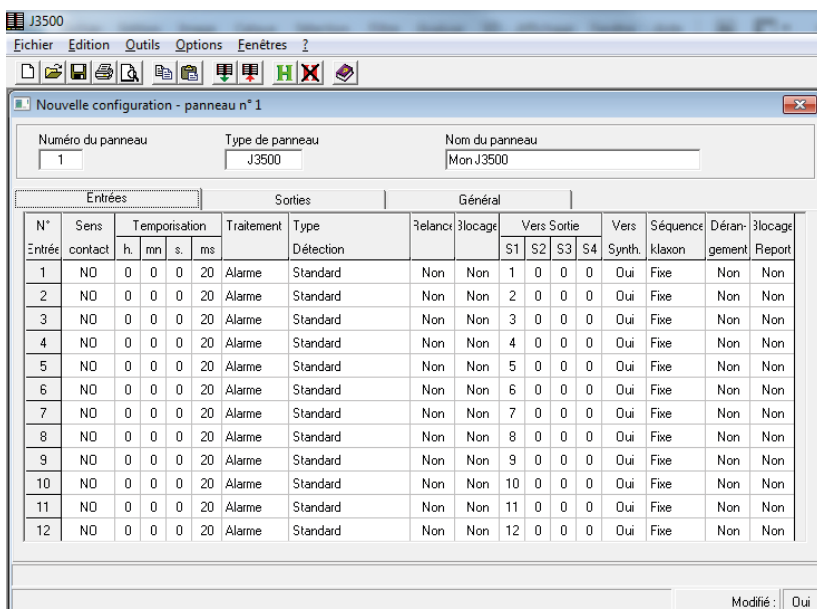 J3500
Fichier Edition Outils Options Fenêtres ?
Nouvelle configuration - panneau n° 1
Numéro du panneau Type de panneau Nom du panneau
1 J3500 Mon J3500
Entrées Sorties Général
N° Sens Temporisation Traitement Type Relance Blocage Vers Sortie Vers Séquence Déran- Blocage
Entrée contact h. mn s. ms Détection S1 S2 S3 S4 Synth. klaxon gement Report
1 NO 0 0 0 20 Alarme Standard Non Non 1 0 0 0 Oui Fixe Non Non
2 NO 0 0 0 20 Alarme Standard Non Non 2 0 0 0 Oui Fixe Non Non
3 NO 0 0 0 20 Alarme Standard Non Non 3 0 0 0 Oui Fixe Non Non
4 NO 0 0 0 20 Alarme Standard Non Non 4 0 0 0 Oui Fixe Non Non
5 NO 0 0 0 20 Alarme Standard Non Non 5 0 0 0 Oui Fixe Non Non
6 NO 0 0 0 20 Alarme Standard Non Non 6 0 0 0 Oui Fixe Non Non
7 NO 0 0 0 20 Alarme Standard Non Non 7 0 0 0 Oui Fixe Non Non
8 NO 0 0 0 20 Alarme Standard Non Non 8 0 0 0 Oui Fixe Non Non
9 NO 0 0 0 20 Alarme Standard Non Non 9 0 0 0 Oui Fixe Non Non
10 NO 0 0 0 20 Alarme Standard Non Non 10 0 0 0 Oui Fixe Non Non
11 NO 0 0 0 20 Alarme Standard Non Non 11 0 0 0 Oui Fixe Non Non
12 NO 0 0 0 20 Alarme Standard Non Non 12 0 0 0 Oui Fixe Non Non
Modifié : Oui